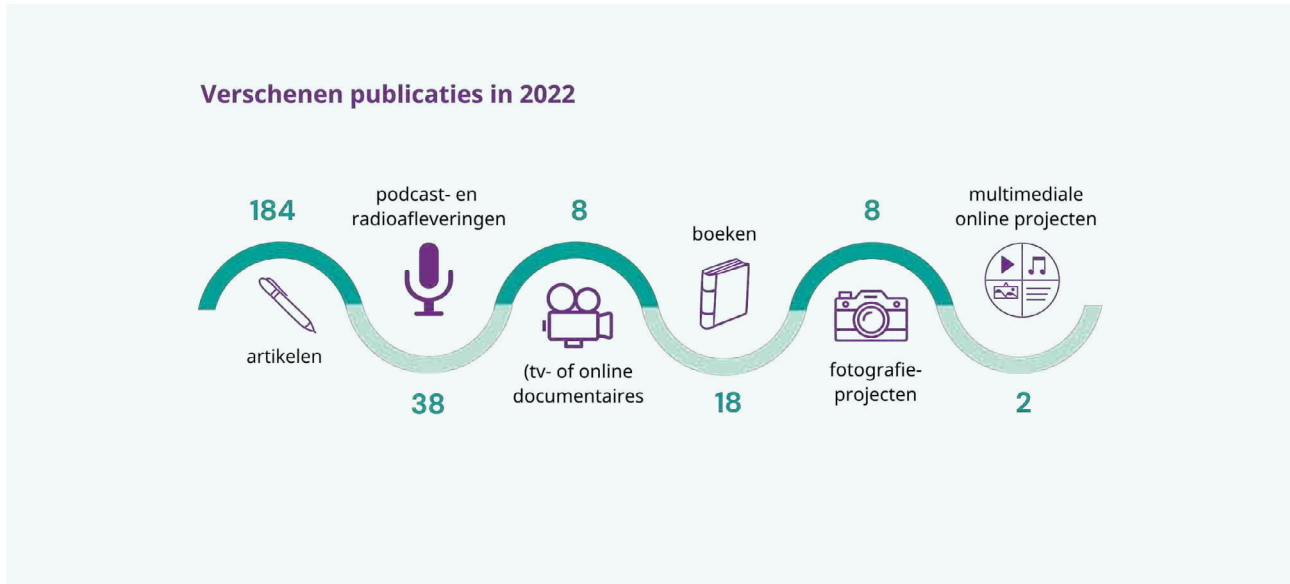 Verschenen publicaties in 2022
184
artikelen
podcast- en
radioafleveringen
38
8
(tv- of online
documentaires
boeken
18
8
fotografie-
projecten
multimediale
online projecten
2